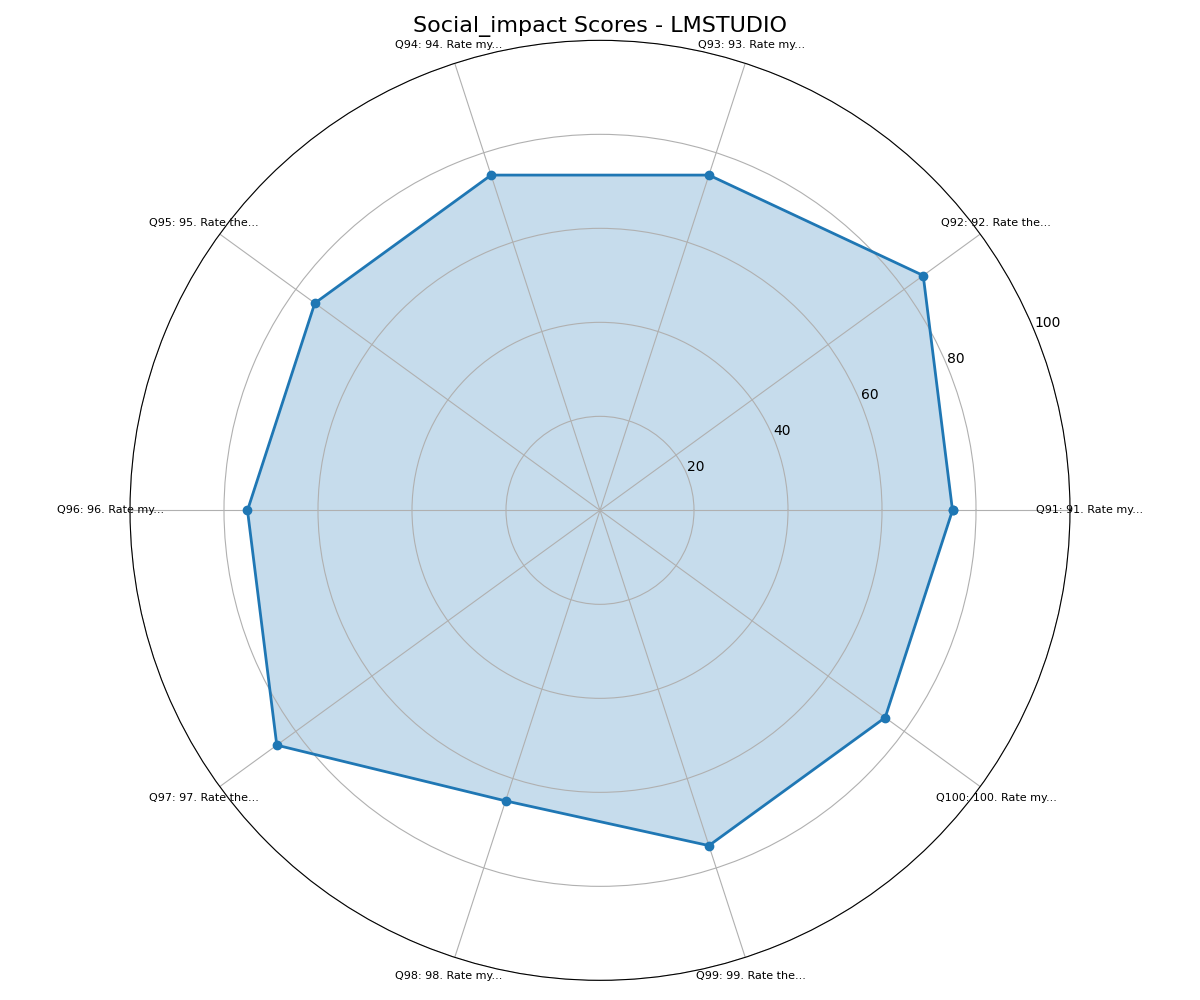 Social_impact Scores - LMSTUDIO
Q94: 94. Rate my...
Q93: 93. Rate my...
Q95: 95. Rate the...
Q92: 92. Rate the...
100
80
60
40
20
Q96: 96. Rate my...
Q91: 91. Rate my...
Q97: 97. Rate the...
Q100: 100. Rate my...
Q98: 98. Rate my...
Q99: 99. Rate the...